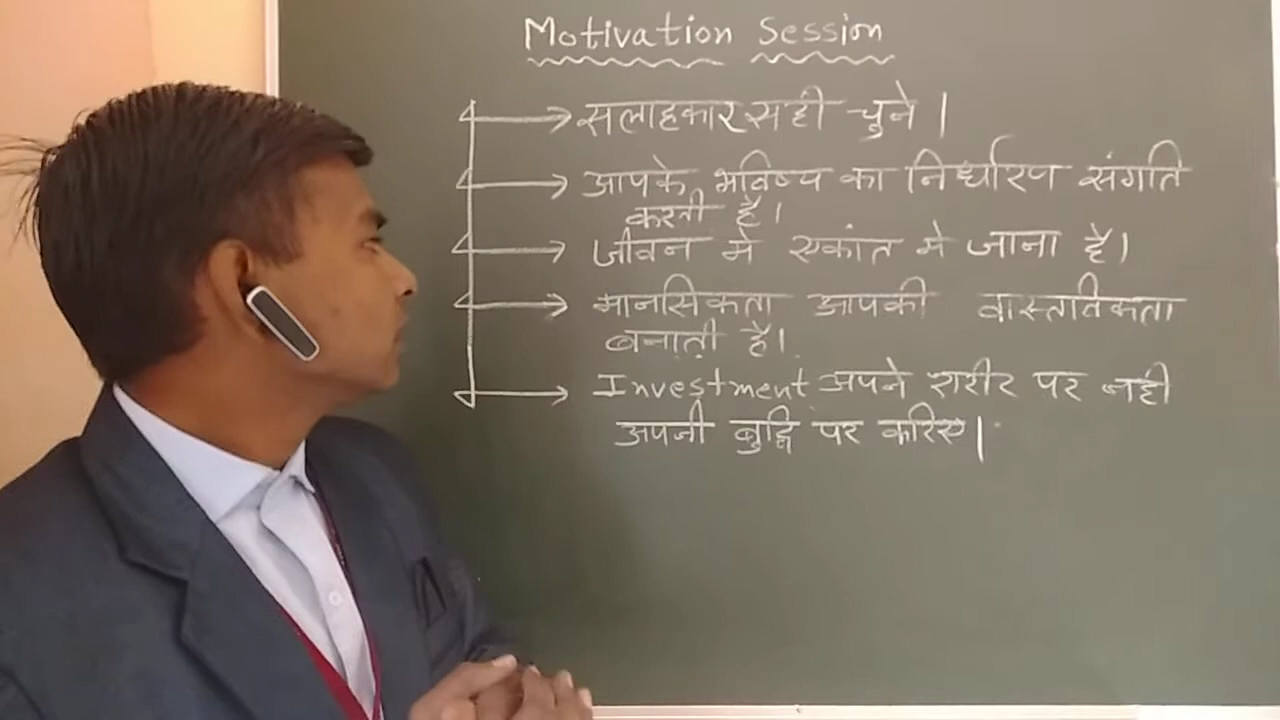 Motivation Session
सलाहकार सही चुने।
आपके भविष्य का निर्धारण संगति
करती है।
जीवन मे एकांत मे जाना है।
मानसिकता आपकी वास्तविकता
बनाती है।
Investment अपने शरीर पर नही
अपनी बुद्धि पर करिए।